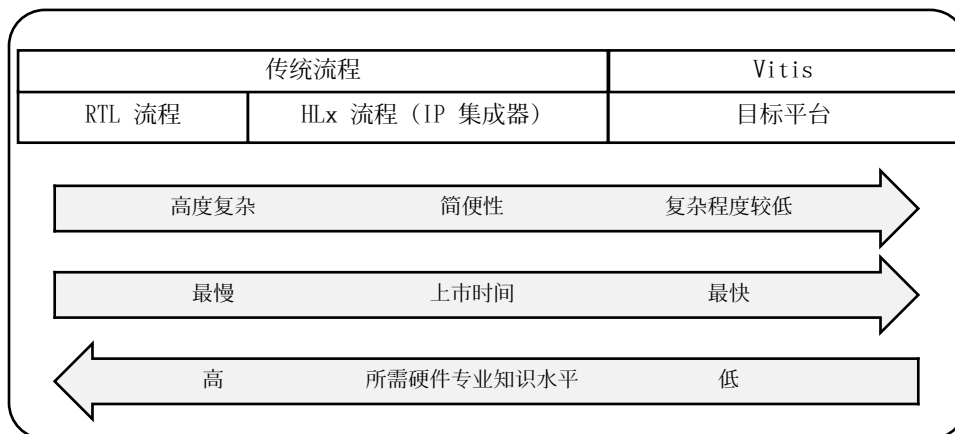 传统流程 Vitis
RTL 流程 HLx 流程（IP 集成器） 目标平台
高度复杂 简便性 复杂程度较低
最慢 上市时间 最快
高 所需硬件专业知识水平 低